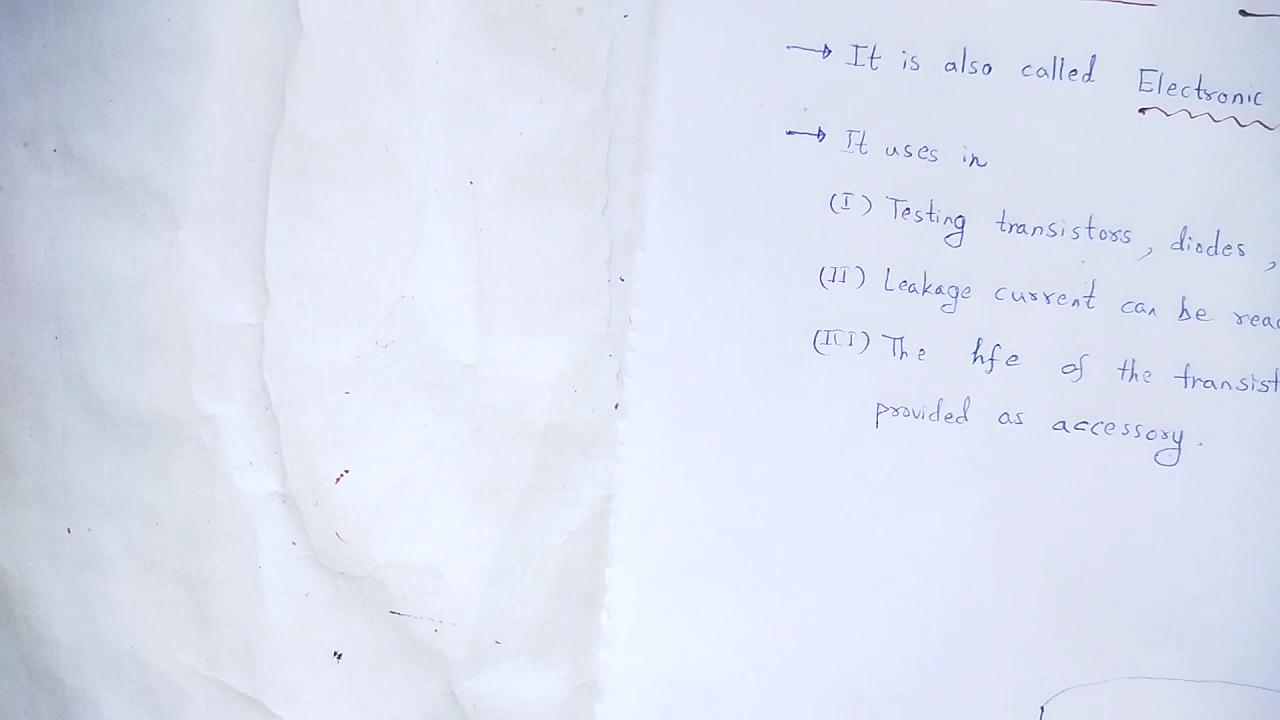 → It is also called Electronic
→ It uses in
(I) Testing transistors, diodes,
(II) Leakage current can be
(III) The hfe of the
provided as accessory.